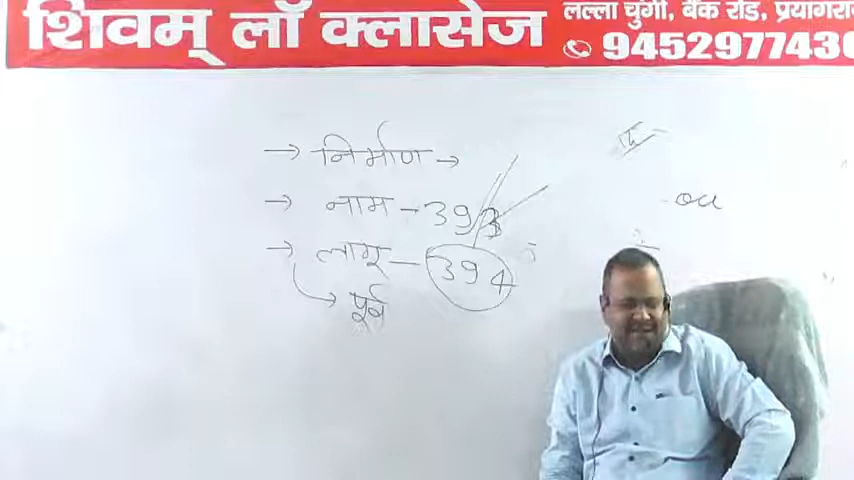 शिवम् लॉ क्लासेज
लल्ला चुंगी, बैंक रोड, प्रयागरा
9452977430
→ निर्माण →
→ नाम - 393
→ लागू - 394
→ पूर्व